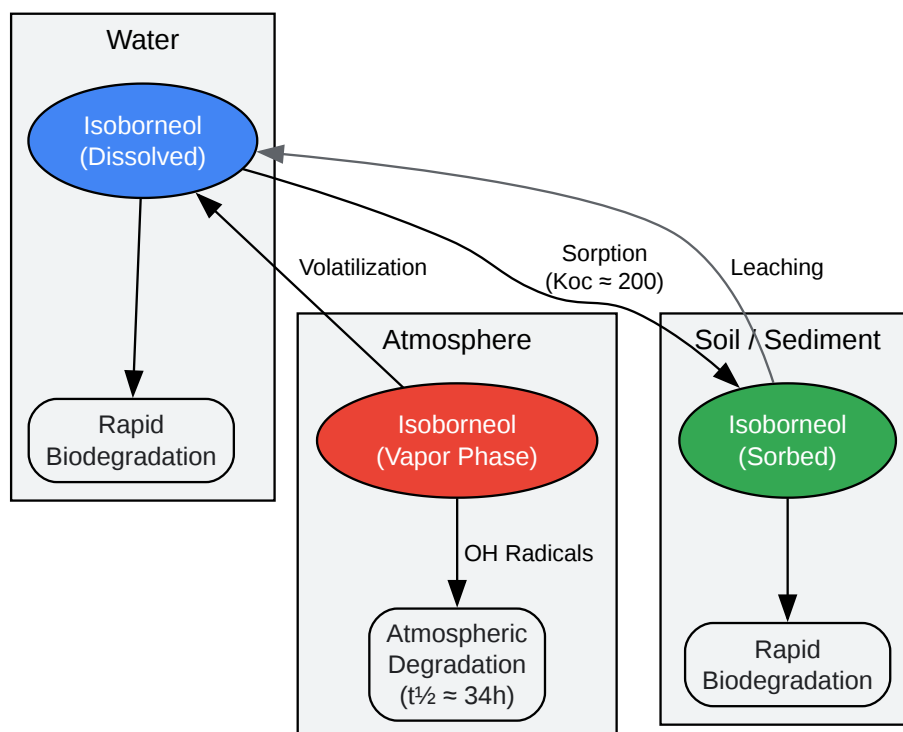 Water
Isoborneol
(Dissolved)
Volatilization
Sorption
(Koc ≈ 200)
Leaching
Rapid
Biodegradation
Atmosphere
Isoborneol
(Vapor Phase)
OH Radicals
Atmospheric
Degradation
(t½ ≈ 34h)
Soil / Sediment
Isoborneol
(Sorbed)
Rapid
Biodegradation